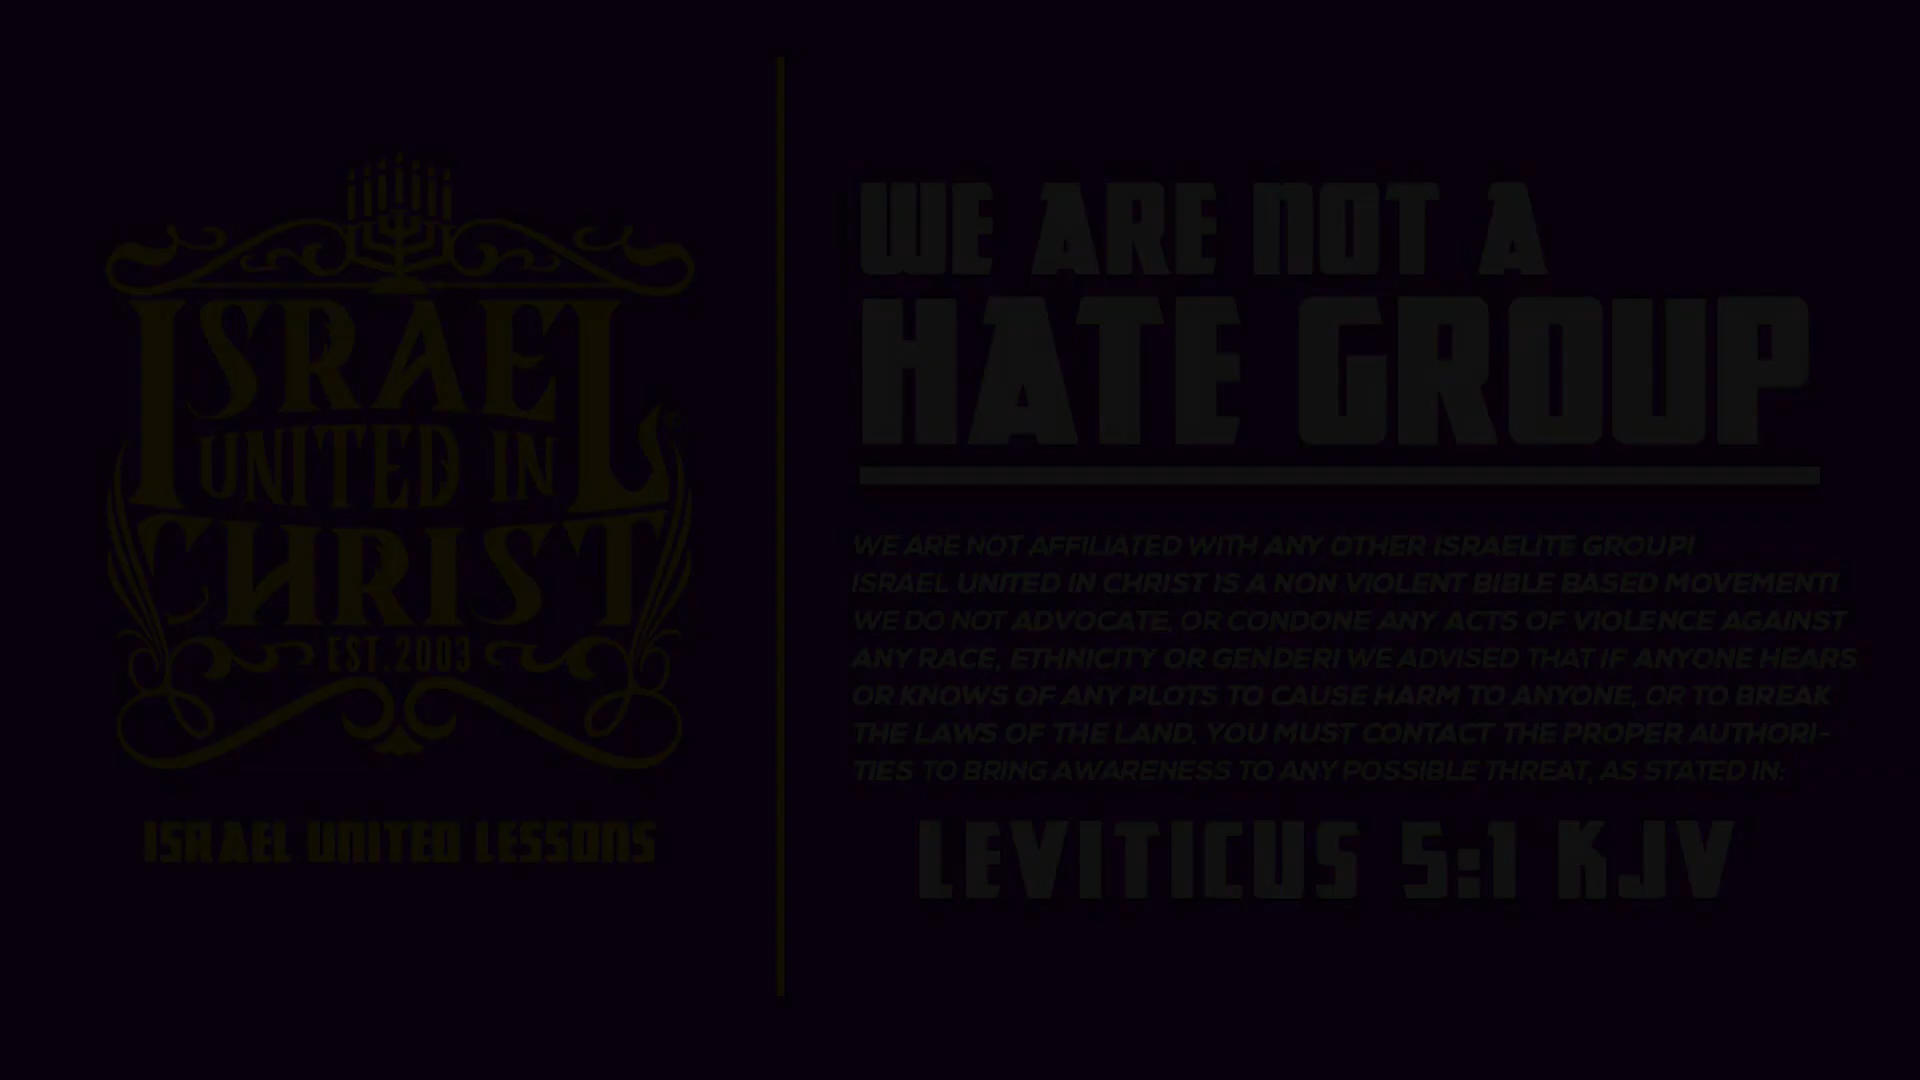 ISRAEL
UNITED IN
CHRIST
EST. 2003
ISRAEL UNITED LESSONS
WE ARE NOT A
HATE GROUP
WE ARE NOT AFFILIATED WITH ANY OTHER ISRAELITE GROUP!
ISRAEL UNITED IN CHRIST IS A NON VIOLENT BIBLE BASED MOVEMENT!
WE DO NOT ADVOCATE, OR CONDONE ANY ACTS OF VIOLENCE AGAINST
ANY RACE, ETHNICITY OR GENDER! WE ADVISED THAT IF ANYONE HEARS
OR KNOWS OF ANY PLOTS TO CAUSE HARM TO ANYONE, OR TO BREAK
THE LAWS OF THE LAND, YOU MUST CONTACT THE PROPER AUTHORI-
TIES TO BRING AWARENESS TO ANY POSSIBLE THREAT, AS STATED IN:
LEVITICUS 5:1 KJV